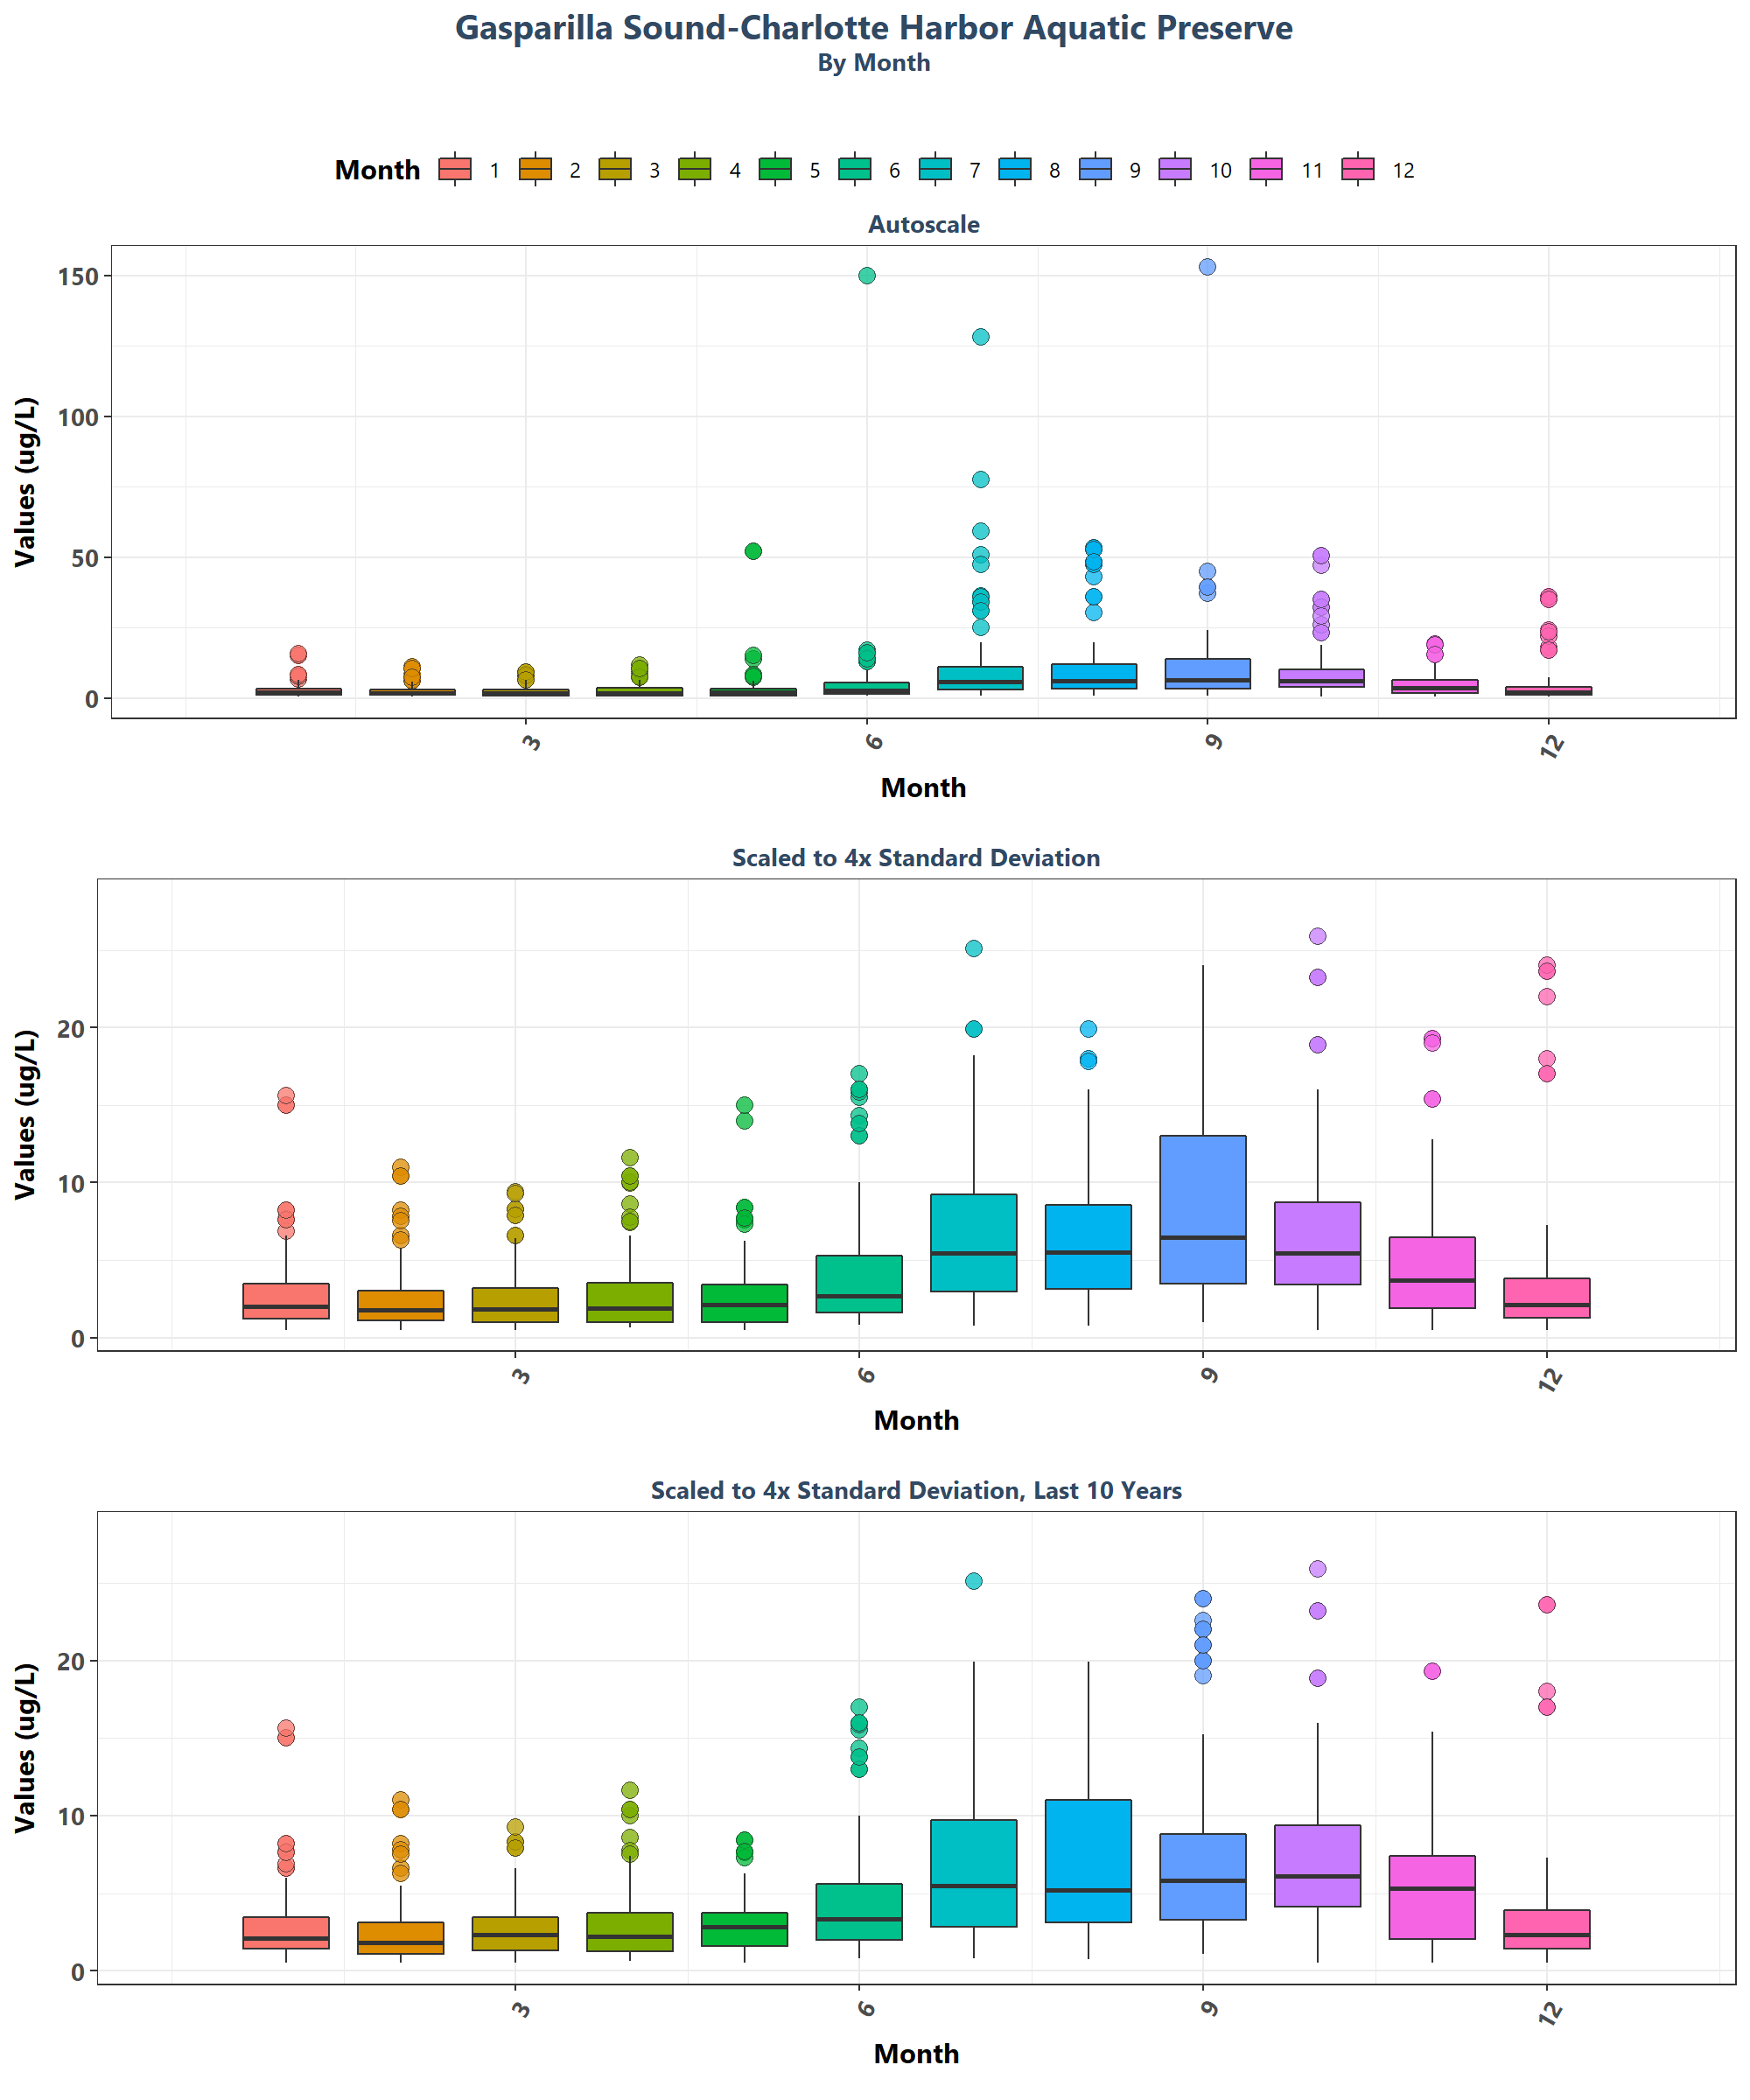 Gasparilla Sound-Charlotte Harbor Aquatic Preserve
By Month
Month 1 2 3 4 5 6 7 8 9 10 11 12
Autoscale
Values (ug/L)
150
100
50
0
3 6 9 12
Month
Scaled to 4x Standard Deviation
Values (ug/L)
20
10
0
3 6 9 12
Month
Scaled to 4x Standard Deviation, Last 10 Years
Values (ug/L)
20
10
0
3 6 9 12
Month